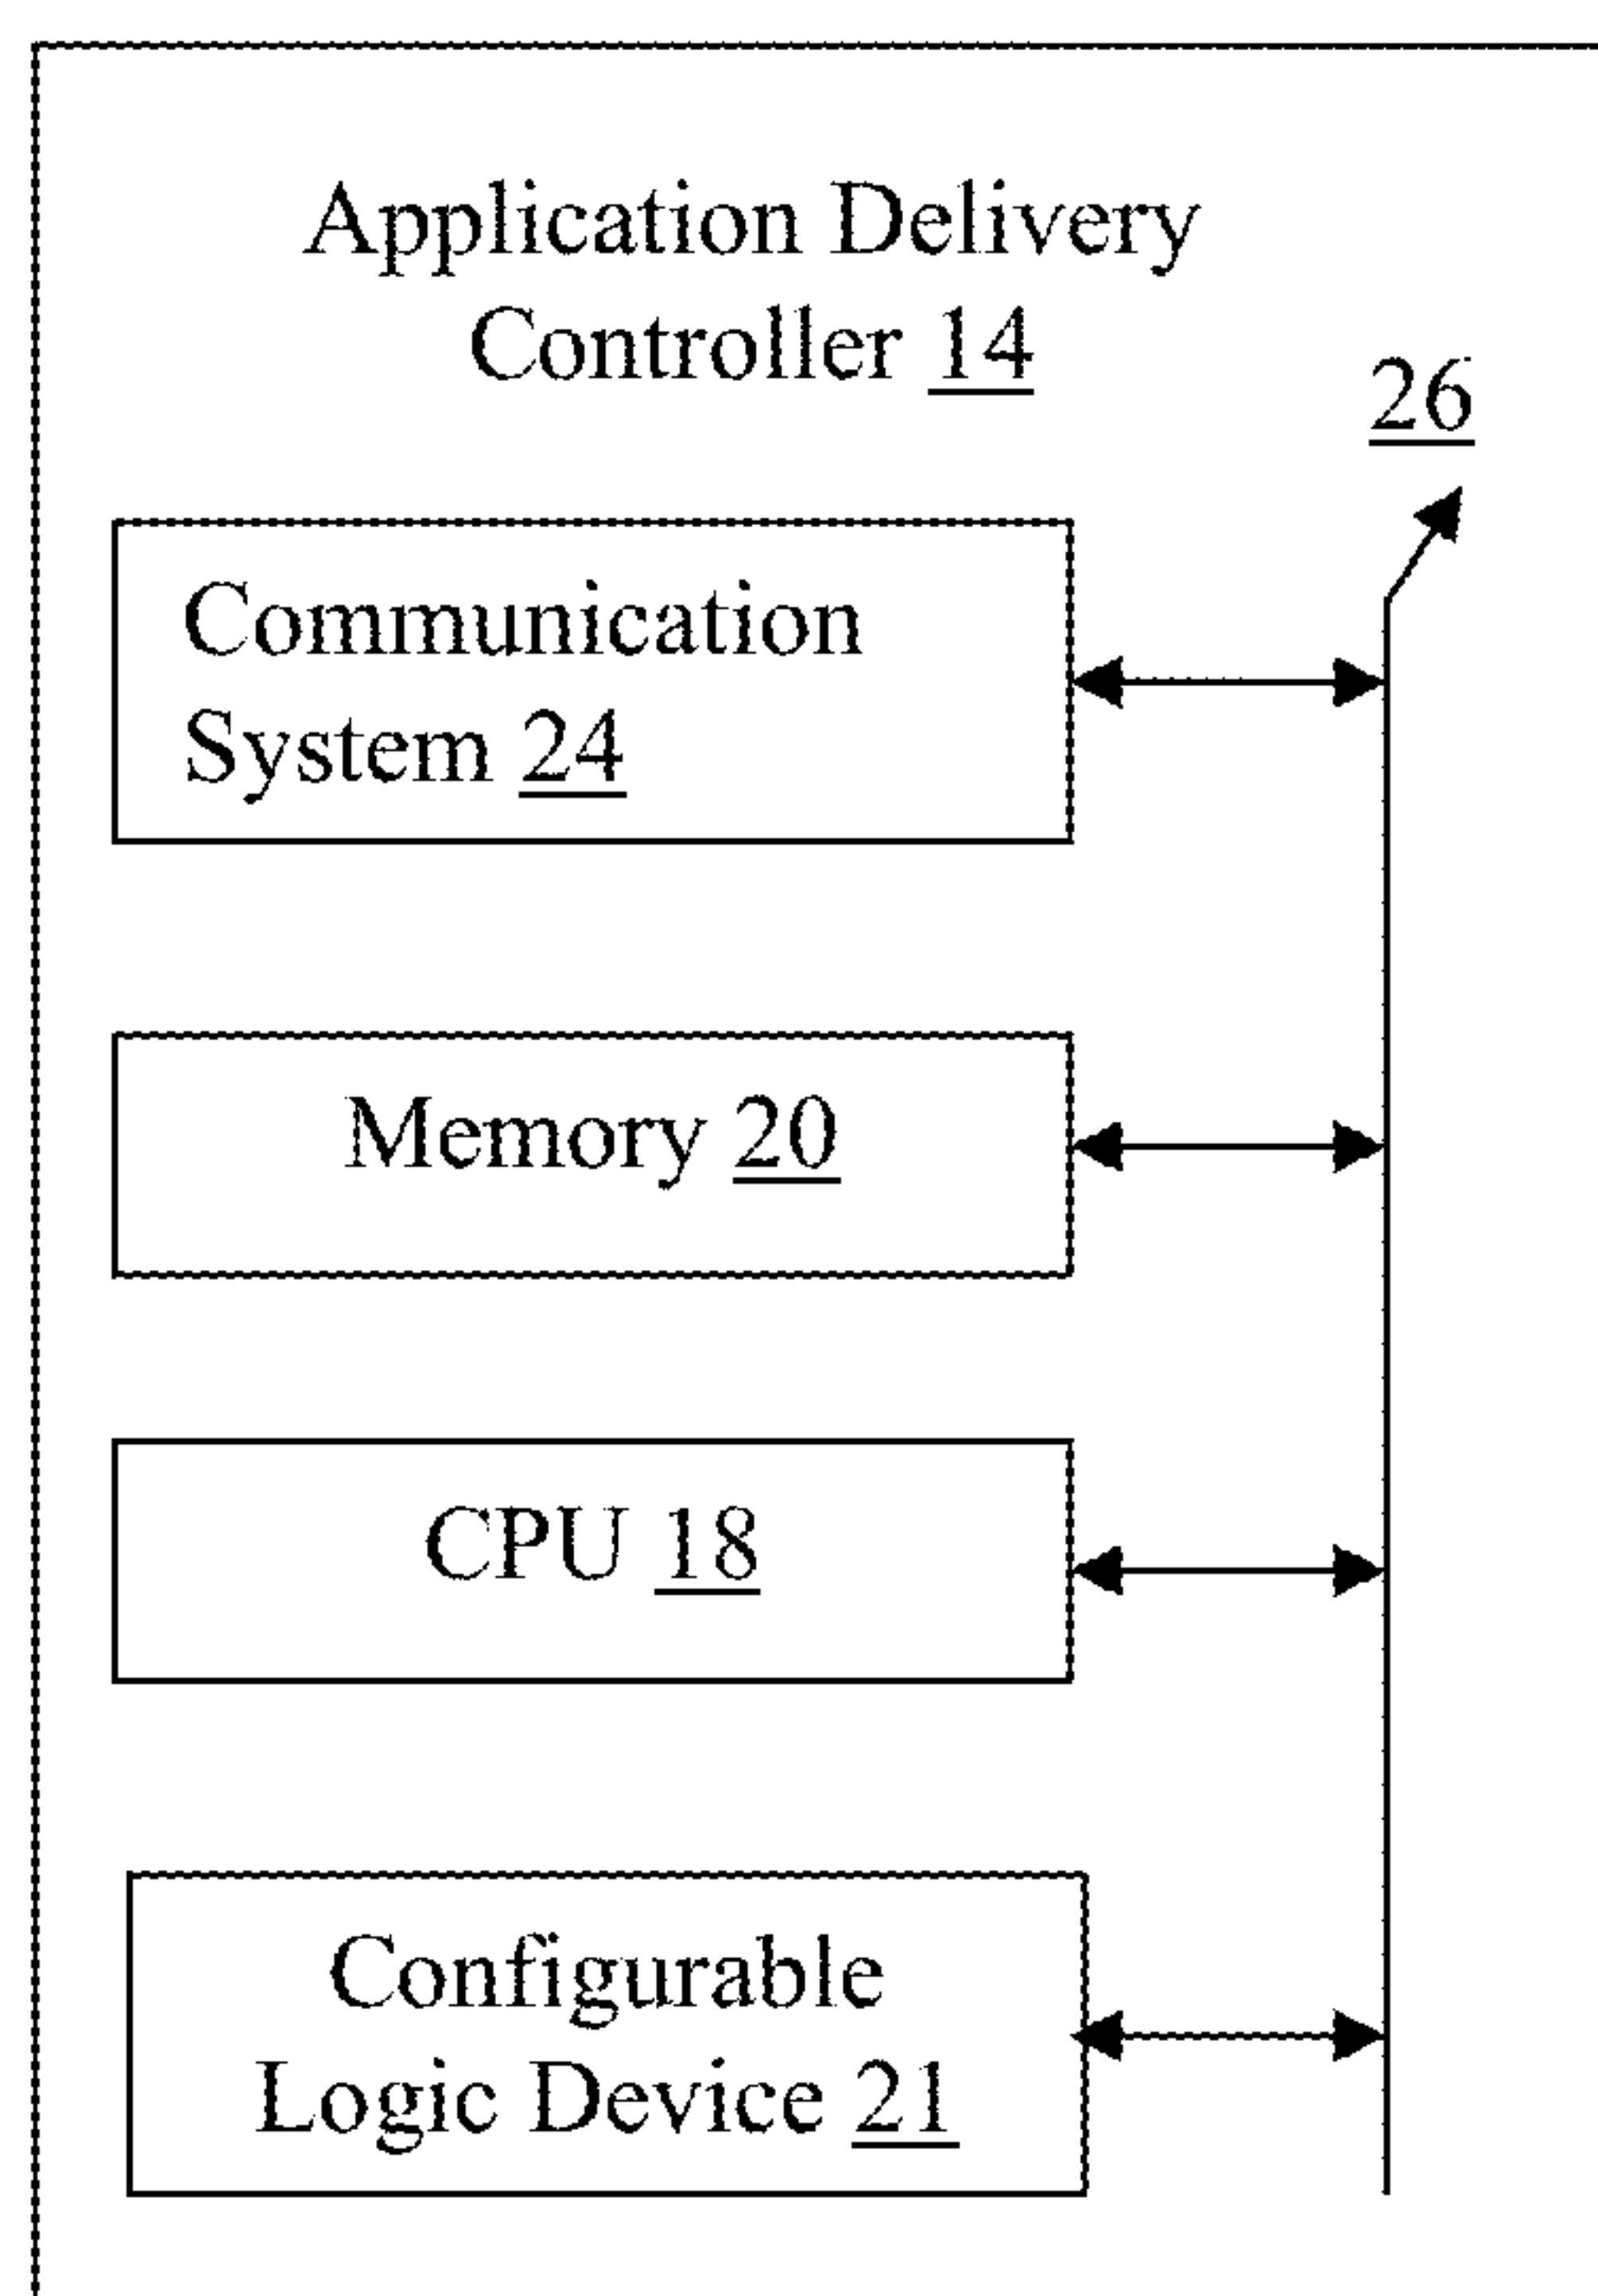 Application Delivery
Controller 14
26
Communication
System 24
Memory 20
CPU 18
Configurable
Logic Device 21